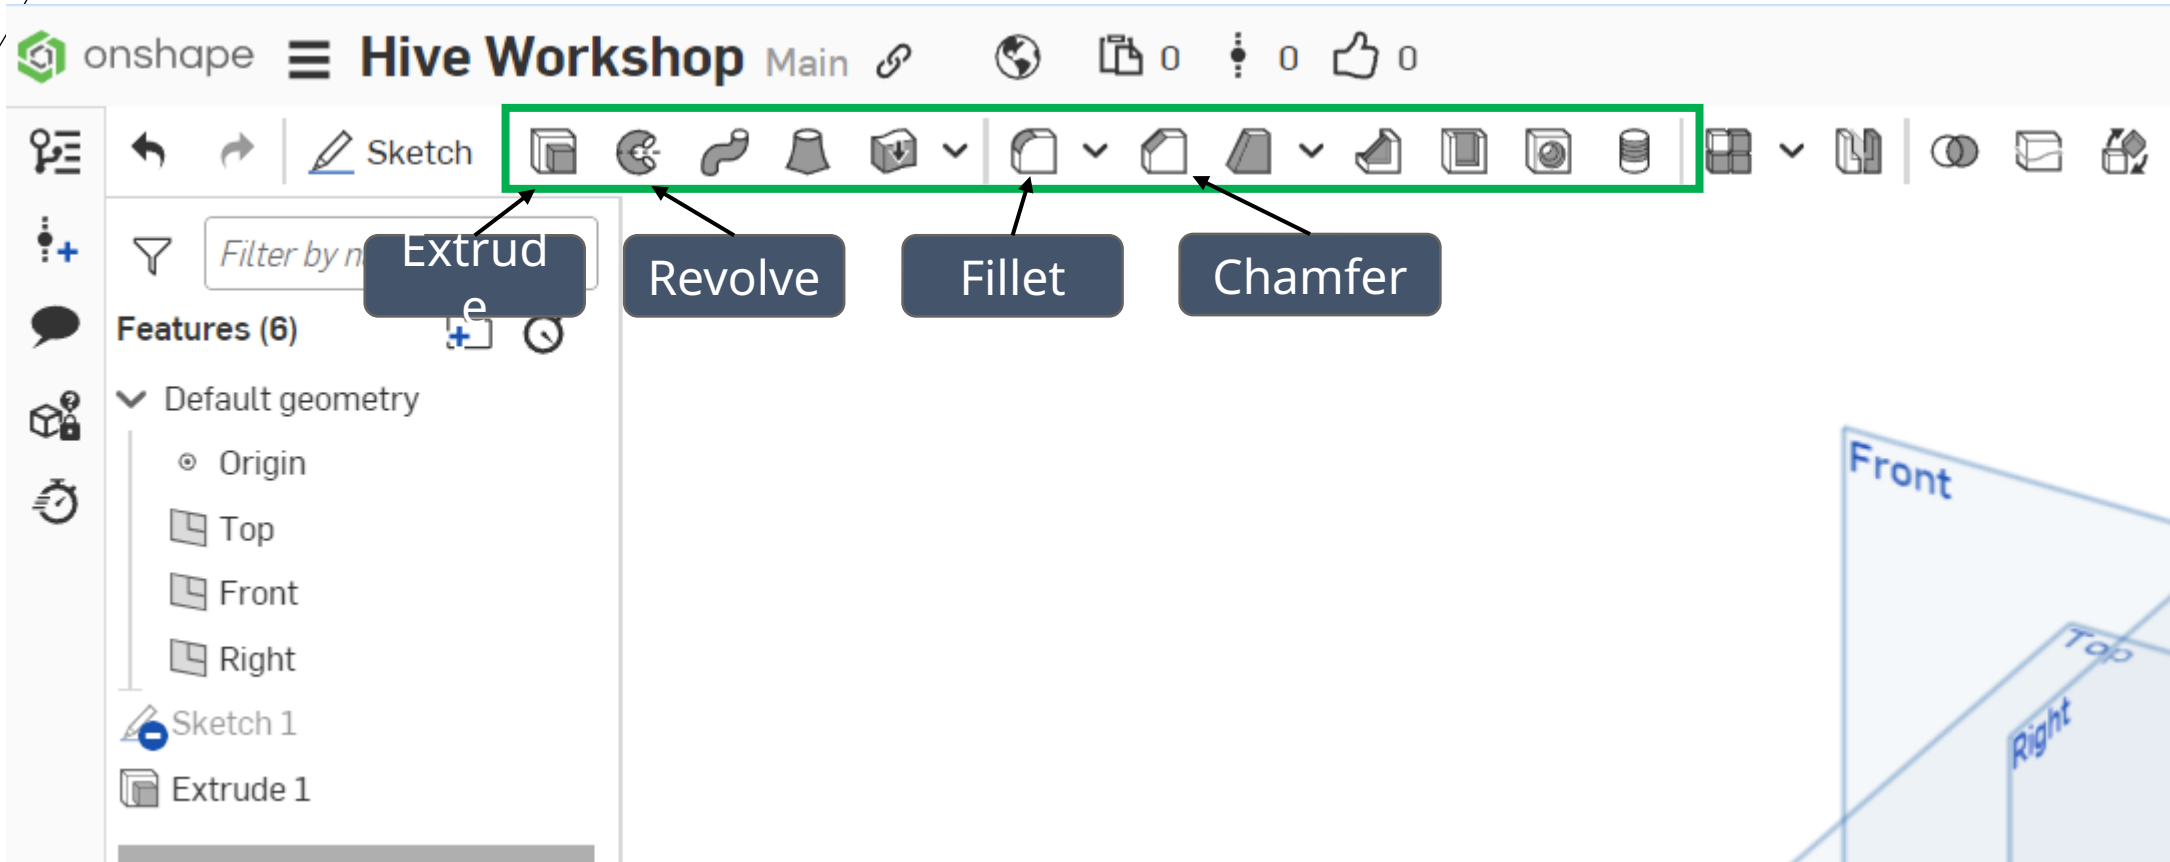 onshape Hive Workshop Main 0 0 0
Sketch
Extrud
e
Revolve
Fillet
Chamfer
Filter by n
Features (6)
Default geometry
Origin
Top
Front
Right
Sketch 1
Extrude 1
Front
Top
Right